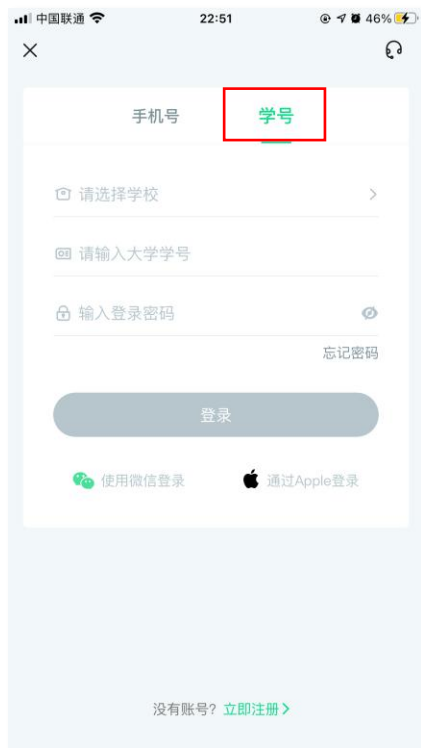 中国联通 22:51 46%
手机号 学号
请选择学校
请输入大学学号
输入登录密码
忘记密码
登录
使用微信登录 通过Apple登录
没有账号? 立即注册